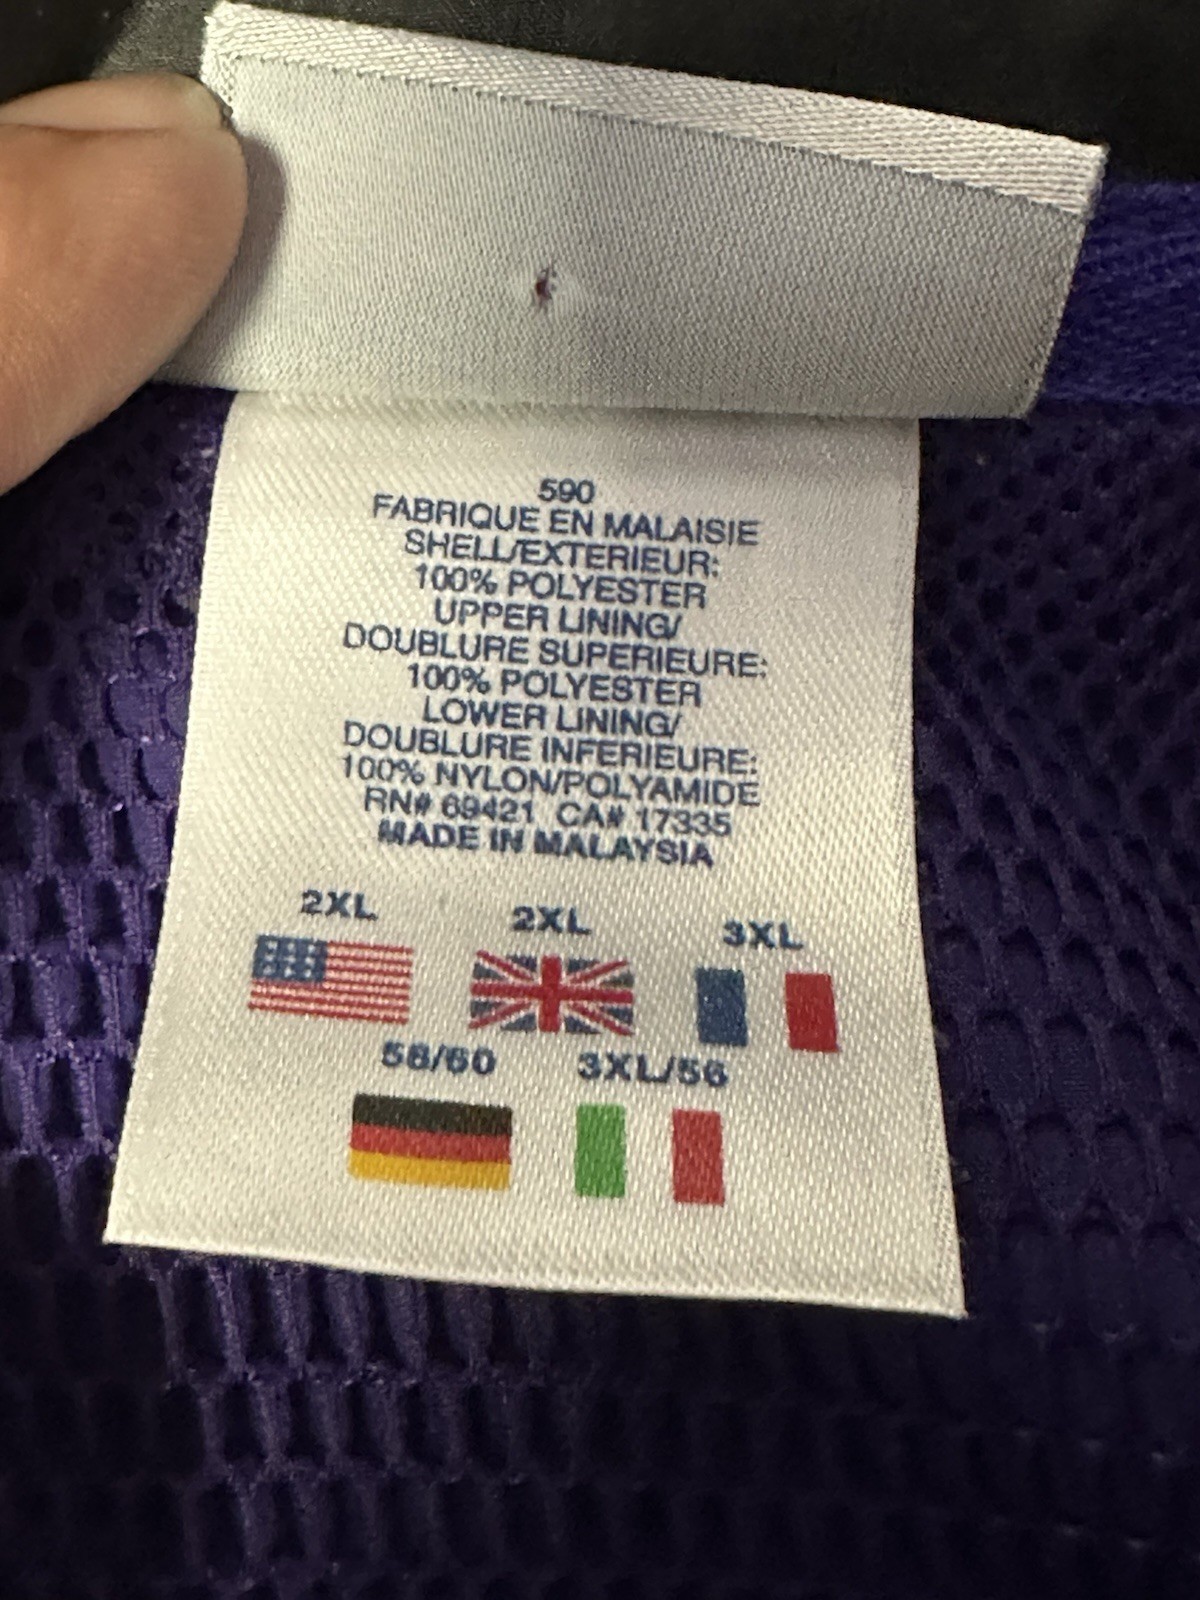 590
FABRIQUE EN MALAISIE
SHELL/EXTERIEUR:
100% POLYESTER
UPPER LINING/
DOUBLURE SUPERIEURE:
100% POLYESTER
LOWER LINING/
DOUBLURE INFERIEURE:
100% NYLON/POLYAMIDE
RN# 69421 CA# 17335
MADE IN MALAYSIA
2XL 2XL 3XL
58/60 3XL/56